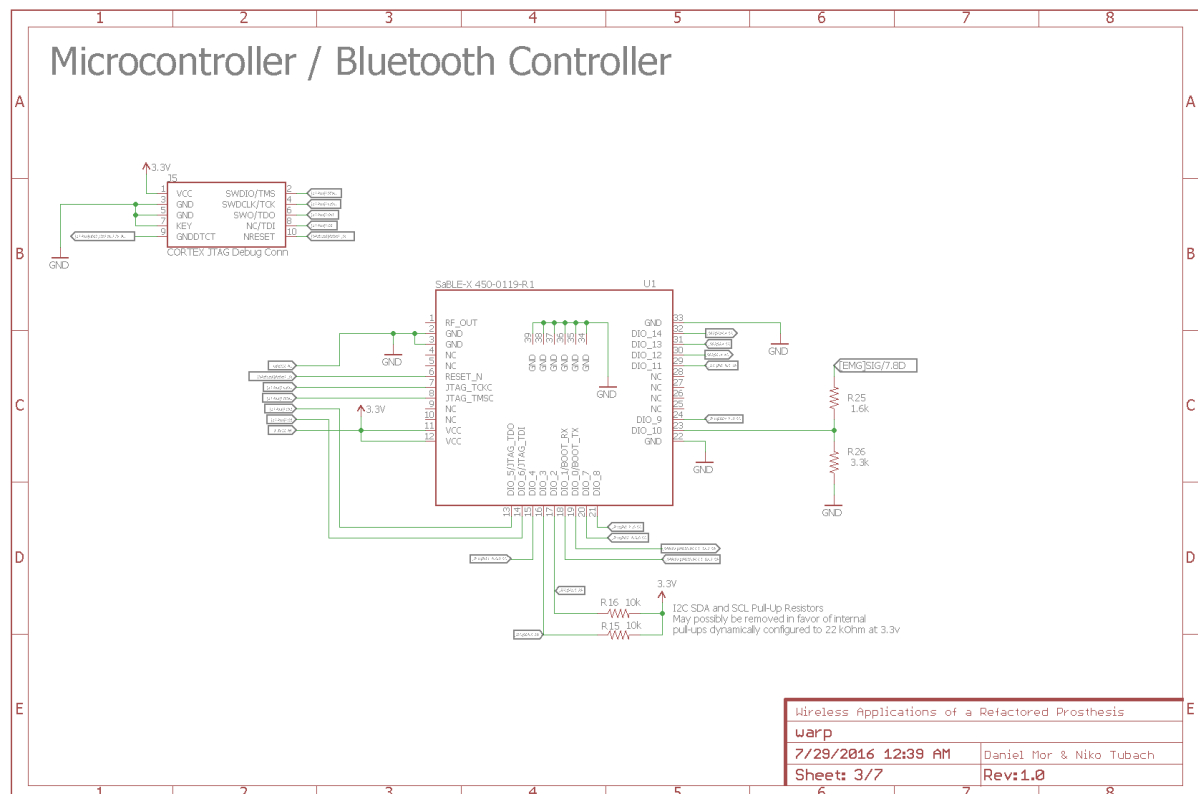 1 2 3 4 5 6 7 8
Microcontroller / Bluetooth Controller
A A
3.3V
J5
1 VCC SWDIO/TMS 2
3 GND SWDCLK/TCK 4
5 GND SWO/TDO 6
7 KEY NC/TDI 8
9 GNDDTCT NRESET 10
CORTEX JTAG Debug Conn
GND
B B
SaBLE-X 450-0119-R1 U1
1 RF_OUT
2 GND
3 GND
4 NC
5 NC
6 RESET_N
7 JTAG_TCKC
8 JTAG_TMSC
9 NC
10 NC
11 VCC
12 VCC
39 38 37 36 35 34
GND GND GND GND GND GND
GND
33 GND
32 DIO_14
31 DIO_13
30 DIO_12
29 DIO_11
28 NC
27 NC
26 NC
25 NC
24 DIO_9
23 DIO_10
22 GND
GND
GND
GND
3.3V
[EMG]SIG/7.BD
R25
1.6k
R26
3.3k
GND
C C
DIO_5/JTAG_TDO
DIO_6/JTAG_TDI
DIO_4
DIO_3
DIO_2
DIO_1/BOOT_RX
DIO_0/BOOT_TX
DIO_7
DIO_8
13 14 15 16 17 18 19 20 21
D D
3.3V
R16 10k
R15 10k
I2C SDA and SCL Pull-Up Resistors
May possibly be removed in favor of internal
pull-ups dynamically configured to 22 kOhm at 3.3v
E E
Wireless Applications of a Refactored Prosthesis
warp
7/29/2016 12:39 AM Daniel Mor & Niko Tubach
Sheet: 3/7 Rev:1.0
1 2 3 4 5 6 7 8